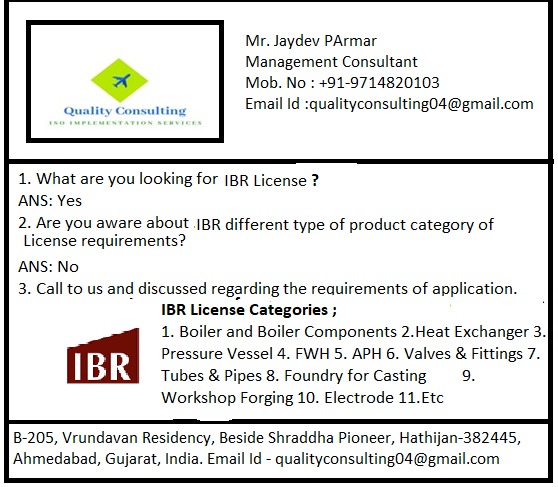 Quality Consulting
ISO IMPLEMENTATION SERVICES
Mr. Jaydev PArmar
Management Consultant
Mob. No : +91-9714820103
Email Id :qualityconsulting04@gmail.com
1. What are you looking for IBR License ?
ANS: Yes
2. Are you aware about IBR different type of product category of
License requirements?
ANS: No
3. Call to us and discussed regarding the requirements of application.
IBR
IBR License Categories ;
1. Boiler and Boiler Components 2.Heat Exchanger 3.
Pressure Vessel 4. FWH 5. APH 6. Valves & Fittings 7.
Tubes & Pipes 8. Foundry for Casting 9.
Workshop Forging 10. Electrode 11.Etc
B-205, Vrundavan Residency, Beside Shraddha Pioneer, Hathijan-382445,
Ahmedabad, Gujarat, India. Email Id - qualityconsulting04@gmail.com